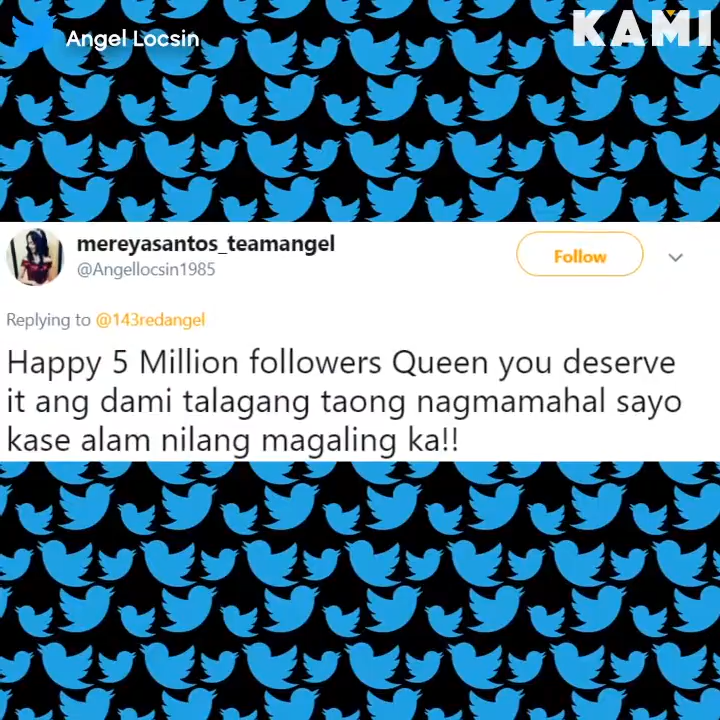 Angel Locsin
KAMI
mereyasantos_teamangel
@Angellocsin1985
Follow
Replying to @143redangel
Happy 5 Million followers Queen you deserve
it ang dami talagang taong nagmamahal sayo
kase alam nilang magaling ka!!